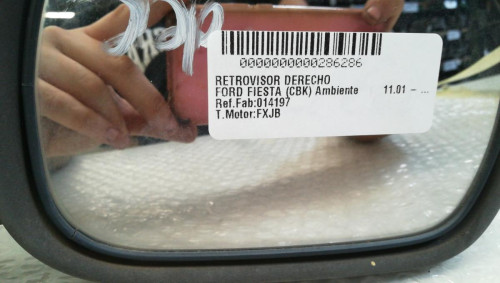 0000000000286286
RETROVISOR DERECHO
FORD FIESTA (CBK) Ambiente 11.01 - ...
Ref.Fab:014197
T.Motor:FXJB